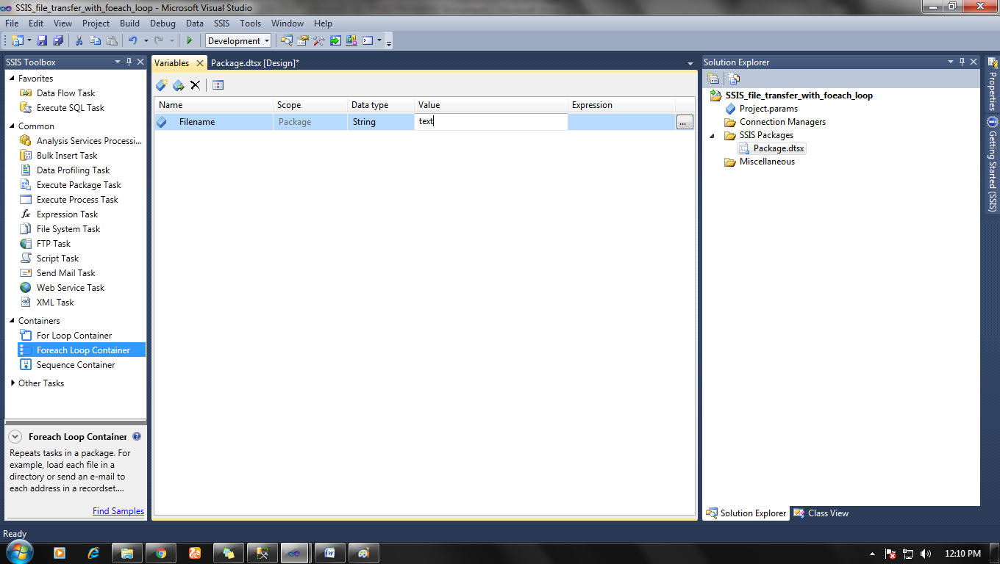 SSIS_file_transfer_with_foeach_loop - Microsoft Visual Studio
File Edit View Project Build Debug Data SSIS Tools Window Help
Development
SSIS Toolbox
Favorites
Data Flow Task
Execute SQL Task
Common
Analysis Services Processi...
Bulk Insert Task
Data Profiling Task
Execute Package Task
Execute Process Task
Expression Task
File System Task
FTP Task
Script Task
Send Mail Task
Web Service Task
XML Task
Containers
For Loop Container
Foreach Loop Container
Sequence Container
Other Tasks
Foreach Loop Container
Repeats tasks in a package. For
example, load each file in a
directory or send an e-mail to
each address in a recordset....
Find Samples
Variables Package.dtsx [Design]*
Name Scope Data type Value Expression
Filename Package String text ...
Solution Explorer
SSIS_file_transfer_with_foeach_loop
Project.params
Connection Managers
SSIS Packages
Package.dtsx
Miscellaneous
Solution Explorer Class View
Properties
Getting Started (SSIS)
Ready
12:10 PM